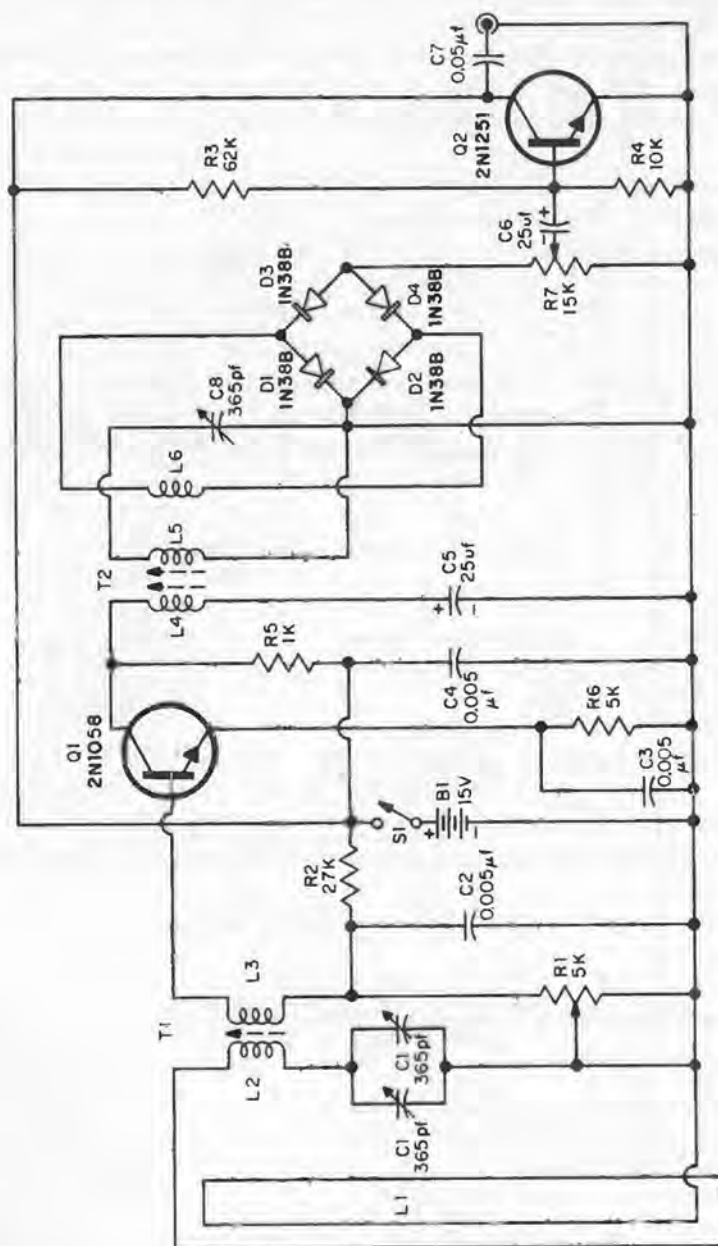 L1
C1
365pf
C1
365pf
L2
T1
L3
R1
5K
C2
0.005µf
R2
27K
S1
B1
15V
+
−
Q1
2N1058
C3
0.005
µf
R6
5K
C4
0.005
µf
R5
1K
L4
T2
L5
L6
C5
25uf
+
−
C8
365pf
D1
1N38B
D2
1N38B
D3
1N38B
D4
1N38B
R7
15K
C6
25uf
−
+
R3
62K
R4
10K
Q2
2N1251
C7
0.05µf